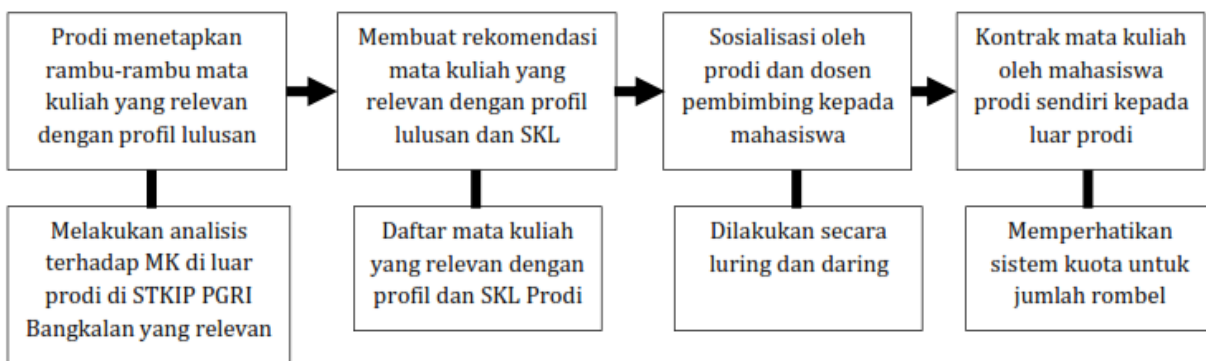 Prodi menetapkan
rambu-rambu mata
kuliah yang relevan
dengan profil lulusan
Membuat rekomendasi
mata kuliah yang
relevan dengan profil
lulusan dan SKL
Sosialisasi oleh
prodi dan dosen
pembimbing kepada
mahasiswa
Kontrak mata kuliah
oleh mahasiswa
prodi sendiri kepada
luar prodi
Melakukan analisis
terhadap MK di luar
prodi di STKIP PGRI
Bangkalan yang relevan
Daftar mata kuliah
yang relevan dengan
profil dan SKL Prodi
Dilakukan secara
luring dan daring
Memperhatikan
sistem kuota untuk
jumlah rombel